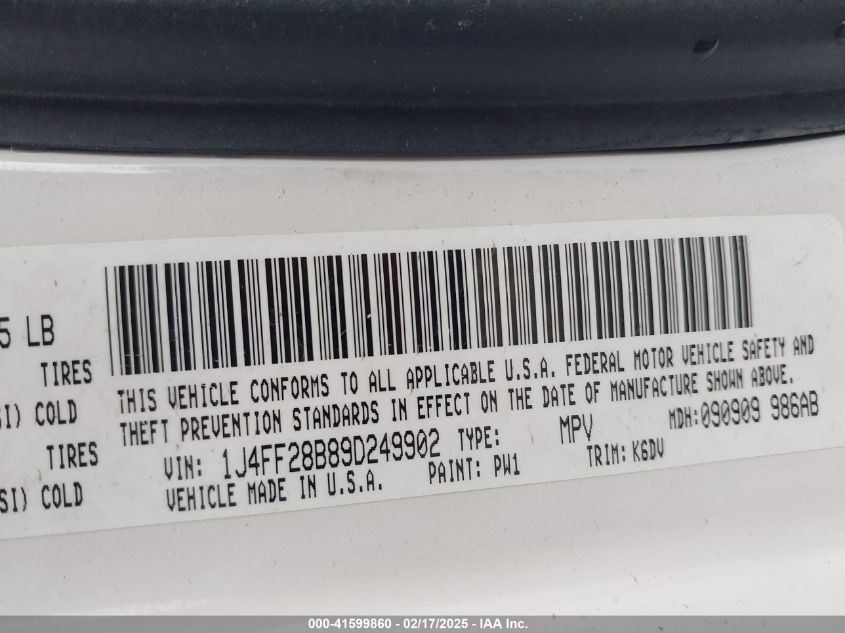 5 LB
TIRES
SI) COLD
TIRES
SI) COLD
THIS VEHICLE CONFORMS TO ALL APPLICABLE U.S.A. FEDERAL MOTOR VEHICLE SAFETY AND
THEFT PREVENTION STANDARDS IN EFFECT ON THE DATE OF MANUFACTURE SHOWN ABOVE.
VIN: 1J4FF28B89D249902 TYPE: MPV MDH:090909 986AB
VEHICLE MADE IN U.S.A. PAINT: PW1 TRIM: K6DV
000-41599860 - 02/17/2025 - IAA Inc.